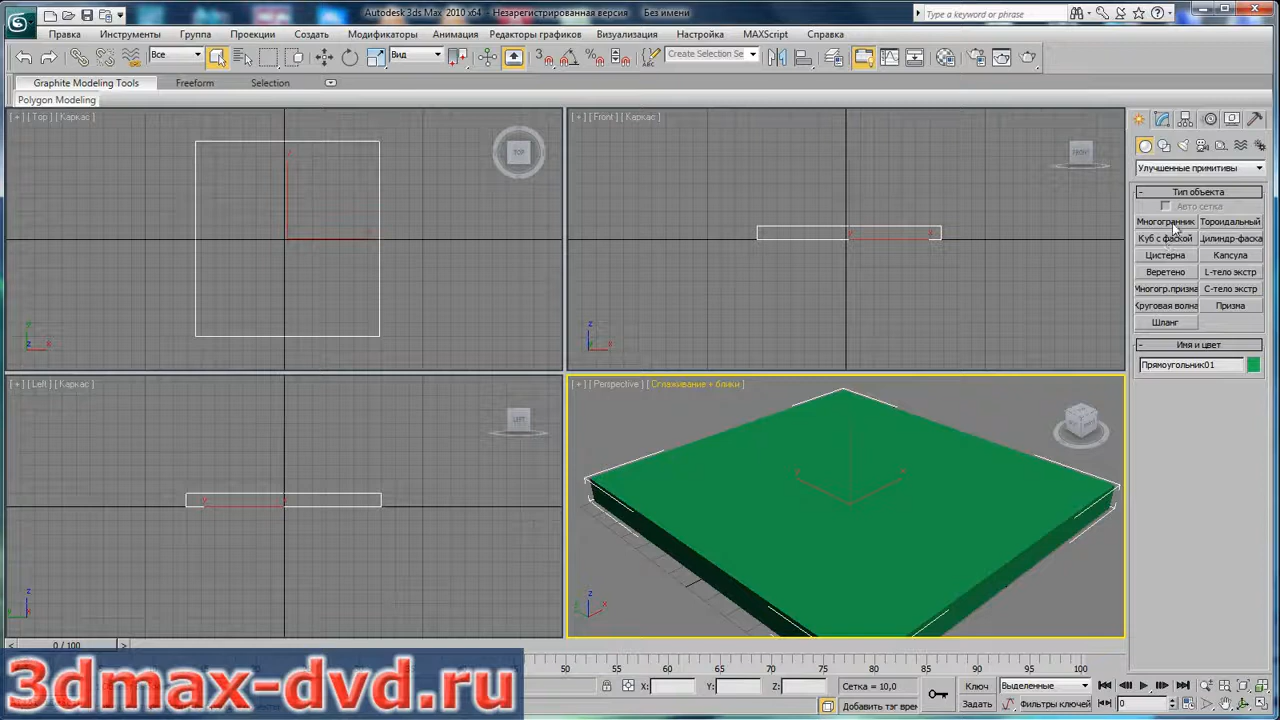 Autodesk 3ds Max 2010 x64 - Незарегистрированная версия Без имени
Type a keyword or phrase
Правка Инструменты Группа Проекции Создать Модификаторы Анимация Редакторы графиков Визуализация Настройка MAXScript Справка
Все Вид Create Selection Se
Graphite Modeling Tools Freeform Selection
Polygon Modeling
[ + ] [ Top ] [ Каркас ]
TOP
[ + ] [ Front ] [ Каркас ]
FRONT
Улучшенные примитивы
Тип объекта
Авто сетка
Многогранник Тороидальный
Куб с фаской Цилиндр-фаска
Цистерна Капсула
Веретено L-тело экстр
Многогр.призма С-тело экстр
Круговая волна Призма
Шланг
Имя и цвет
Прямоугольник01
[ + ] [ Left ] [ Каркас ]
LEFT
[ + ] [ Perspective ] [ Сглаживание + блики ]
0 / 100
50 55 60 65 70 75 80 85 90 95 100
3dmax-dvd.ru
X: Y: Z: Сетка = 10,0 Ключ Выделенные
Добавить тэг врем Задать Фильтры ключей 0